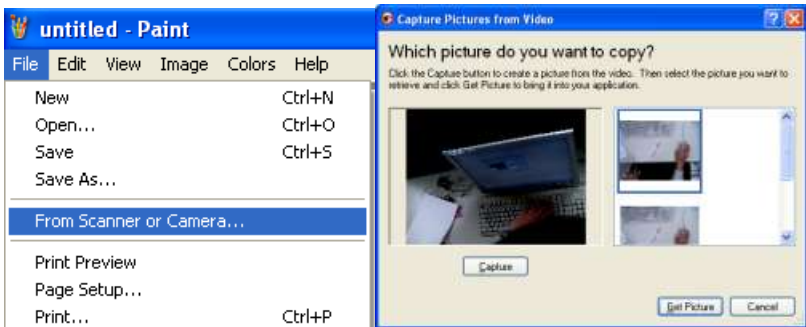 untitled - Paint
File Edit View Image Colors Help
New Ctrl+N
Open... Ctrl+O
Save Ctrl+S
Save As...
From Scanner or Camera...
Print Preview
Page Setup...
Print... Ctrl+P
Capture Pictures from Video
Which picture do you want to copy?
Click the Capture button to create a picture from the video. Then select the picture you want to
retrieve and click Get Picture to bring it into your application.
Capture
Get Picture Cancel